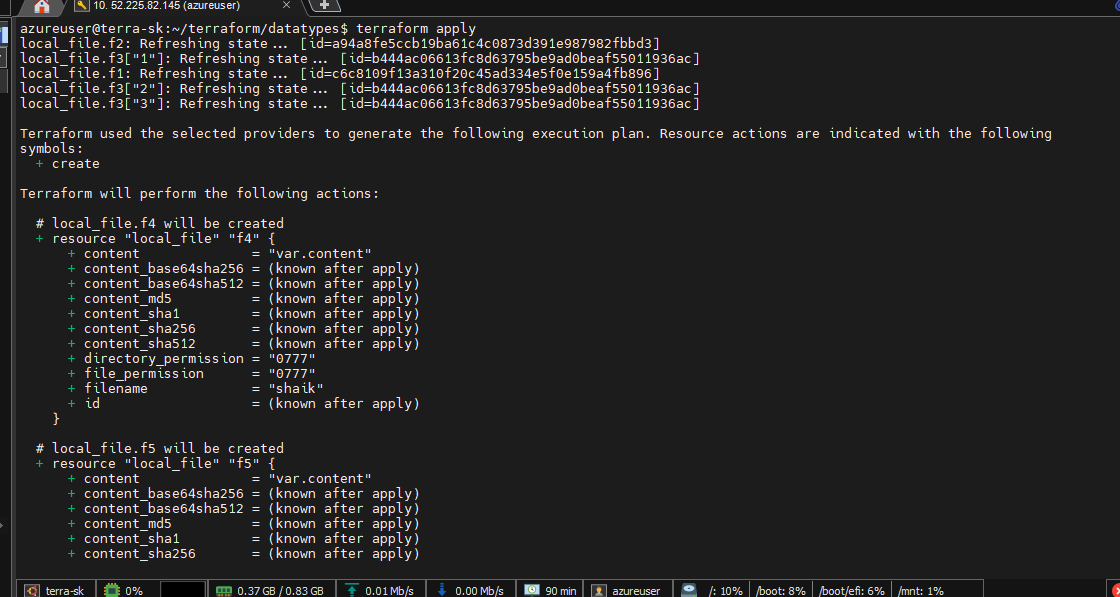 10. 52.225.82.145 (azureuser)
azureuser@terra-sk:~/terraform/datatypes$ terraform apply
local_file.f2: Refreshing state... [id=a94a8fe5ccb19ba61c4c0873d391e987982fbbd3]
local_file.f3["1"]: Refreshing state... [id=b444ac06613fc8d63795be9ad0beaf55011936ac]
local_file.f1: Refreshing state... [id=c6c8109f13a310f20c45ad334e5f0e159a4fb896]
local_file.f3["2"]: Refreshing state... [id=b444ac06613fc8d63795be9ad0beaf55011936ac]
local_file.f3["3"]: Refreshing state... [id=b444ac06613fc8d63795be9ad0beaf55011936ac]
Terraform used the selected providers to generate the following execution plan. Resource actions are indicated with the following
symbols:
+ create
Terraform will perform the following actions:
# local_file.f4 will be created
+ resource "local_file" "f4" {
+ content = "var.content"
+ content_base64sha256 = (known after apply)
+ content_base64sha512 = (known after apply)
+ content_md5 = (known after apply)
+ content_sha1 = (known after apply)
+ content_sha256 = (known after apply)
+ content_sha512 = (known after apply)
+ directory_permission = "0777"
+ file_permission = "0777"
+ filename = "shaik"
+ id = (known after apply)
}
# local_file.f5 will be created
+ resource "local_file" "f5" {
+ content = "var.content"
+ content_base64sha256 = (known after apply)
+ content_base64sha512 = (known after apply)
+ content_md5 = (known after apply)
+ content_sha1 = (known after apply)
+ content_sha256 = (known after apply)
terra-sk 0% 0.37 GB / 0.83 GB 0.01 Mb/s 0.00 Mb/s 90 min azureuser /: 10% /boot: 8% /boot/efi: 6% /mnt: 1%